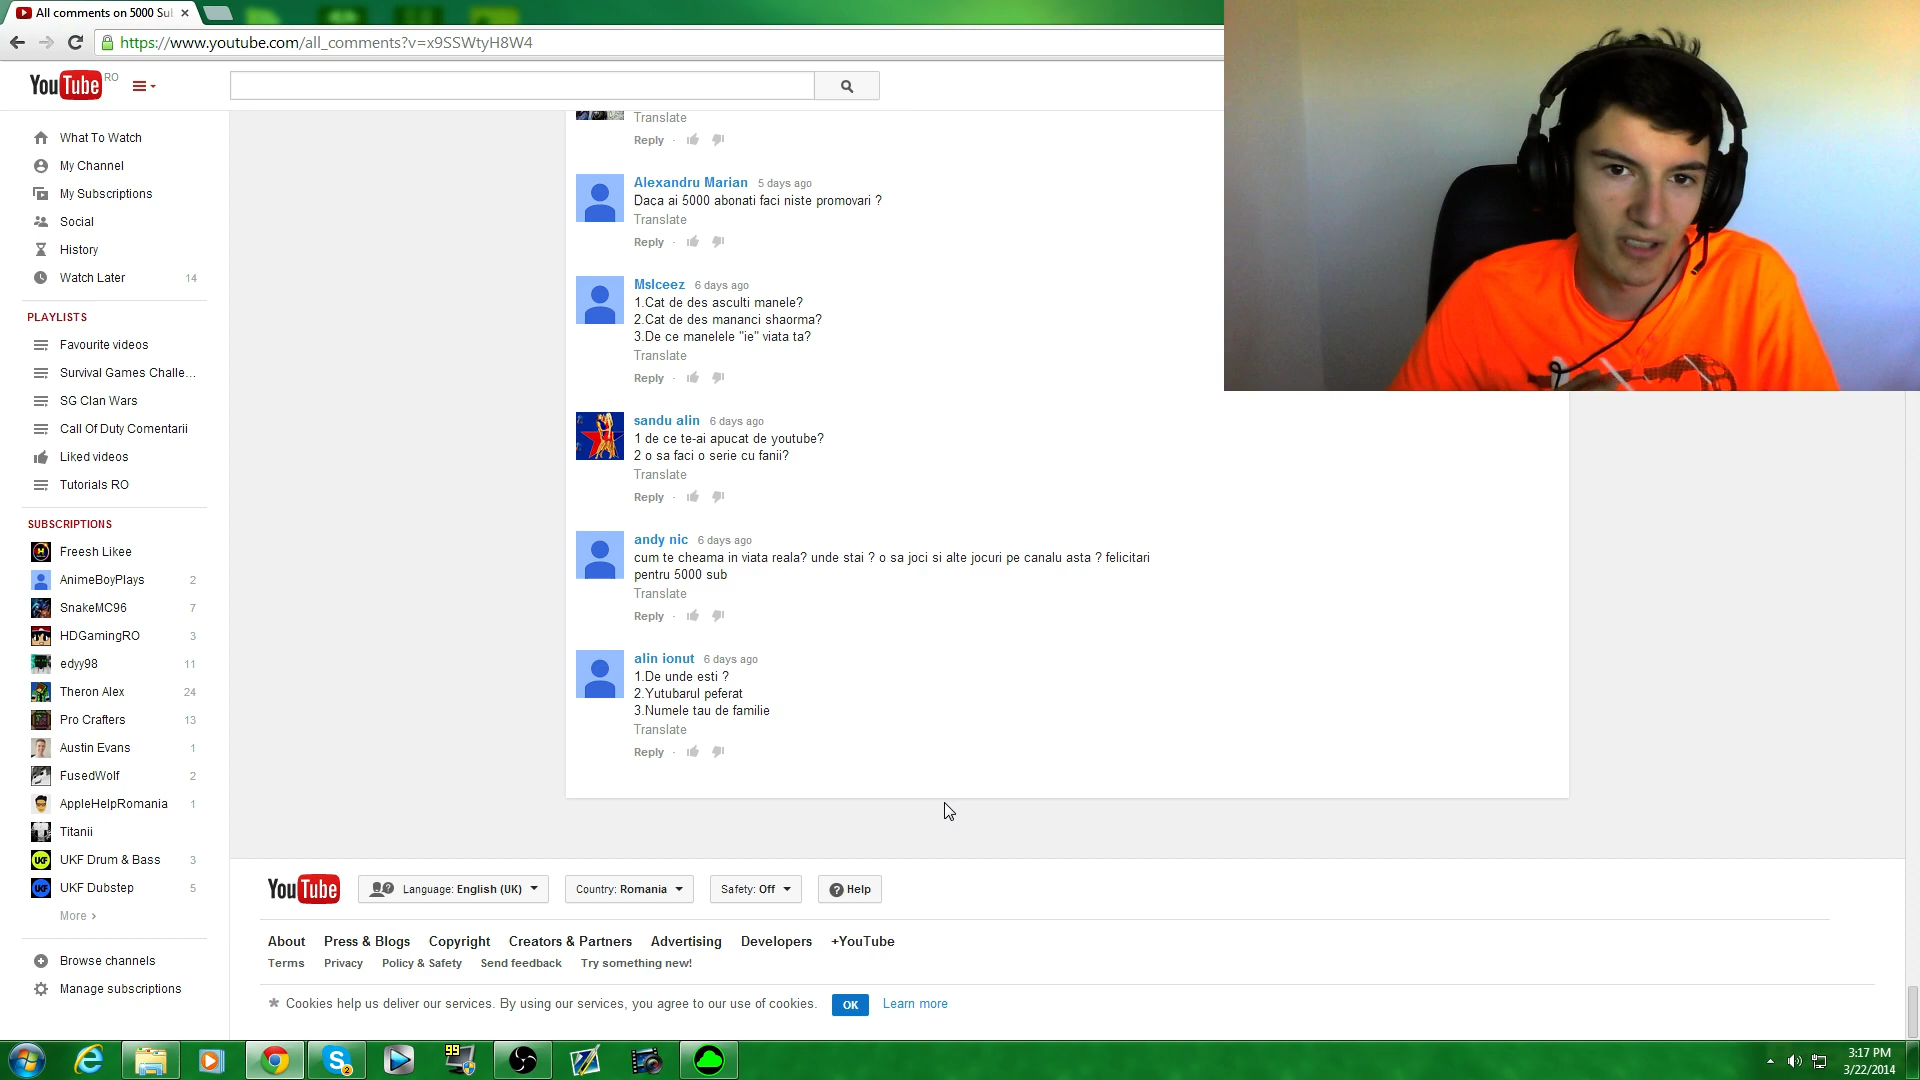 All comments on 5000 Sul
https://www.youtube.com/all_comments?v=x9SSWtyH8W4
YouTube RO
What To Watch
My Channel
My Subscriptions
Social
History
Watch Later 14
PLAYLISTS
Favourite videos
Survival Games Challe...
SG Clan Wars
Call Of Duty Comentarii
Liked videos
Tutorials RO
SUBSCRIPTIONS
Freesh Likee
AnimeBoyPlays 2
SnakeMC96 7
HDGamingRO 3
edyy98 11
Theron Alex 24
Pro Crafters 13
Austin Evans 1
FusedWolf 2
AppleHelpRomania 1
Titanii
UKF Drum & Bass 3
UKF Dubstep 5
More ›
Browse channels
Manage subscriptions
Translate
Reply ·
Alexandru Marian 5 days ago
Daca ai 5000 abonati faci niste promovari ?
Translate
Reply ·
MsIceez 6 days ago
1.Cat de des asculti manele?
2.Cat de des mananci shaorma?
3.De ce manelele "ie" viata ta?
Translate
Reply ·
sandu alin 6 days ago
1 de ce te-ai apucat de youtube?
2 o sa faci o serie cu fanii?
Translate
Reply ·
andy nic 6 days ago
cum te cheama in viata reala? unde stai ? o sa joci si alte jocuri pe canalu asta ? felicitari
pentru 5000 sub
Translate
Reply ·
alin ionut 6 days ago
1.De unde esti ?
2.Yutubarul peferat
3.Numele tau de familie
Translate
Reply ·
YouTube Language: English (UK) Country: Romania Safety: Off Help
About Press & Blogs Copyright Creators & Partners Advertising Developers +YouTube
Terms Privacy Policy & Safety Send feedback Try something new!
* Cookies help us deliver our services. By using our services, you agree to our use of cookies. OK Learn more
99
2
3:17 PM
3/22/2014